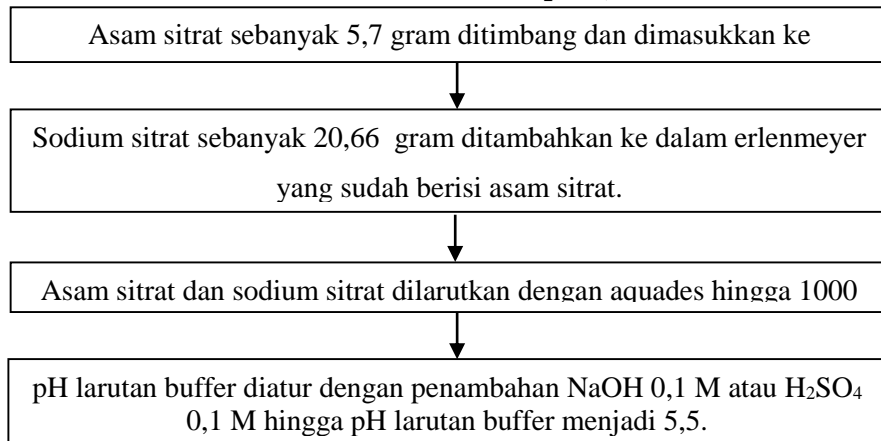 Asam sitrat sebanyak 5,7 gram ditimbang dan dimasukkan ke
Sodium sitrat sebanyak 20,66 gram ditambahkan ke dalam erlenmeyer
yang sudah berisi asam sitrat.
Asam sitrat dan sodium sitrat dilarutkan dengan aquades hingga 1000
pH larutan buffer diatur dengan penambahan NaOH 0,1 M atau H₂SO₄
0,1 M hingga pH larutan buffer menjadi 5,5.